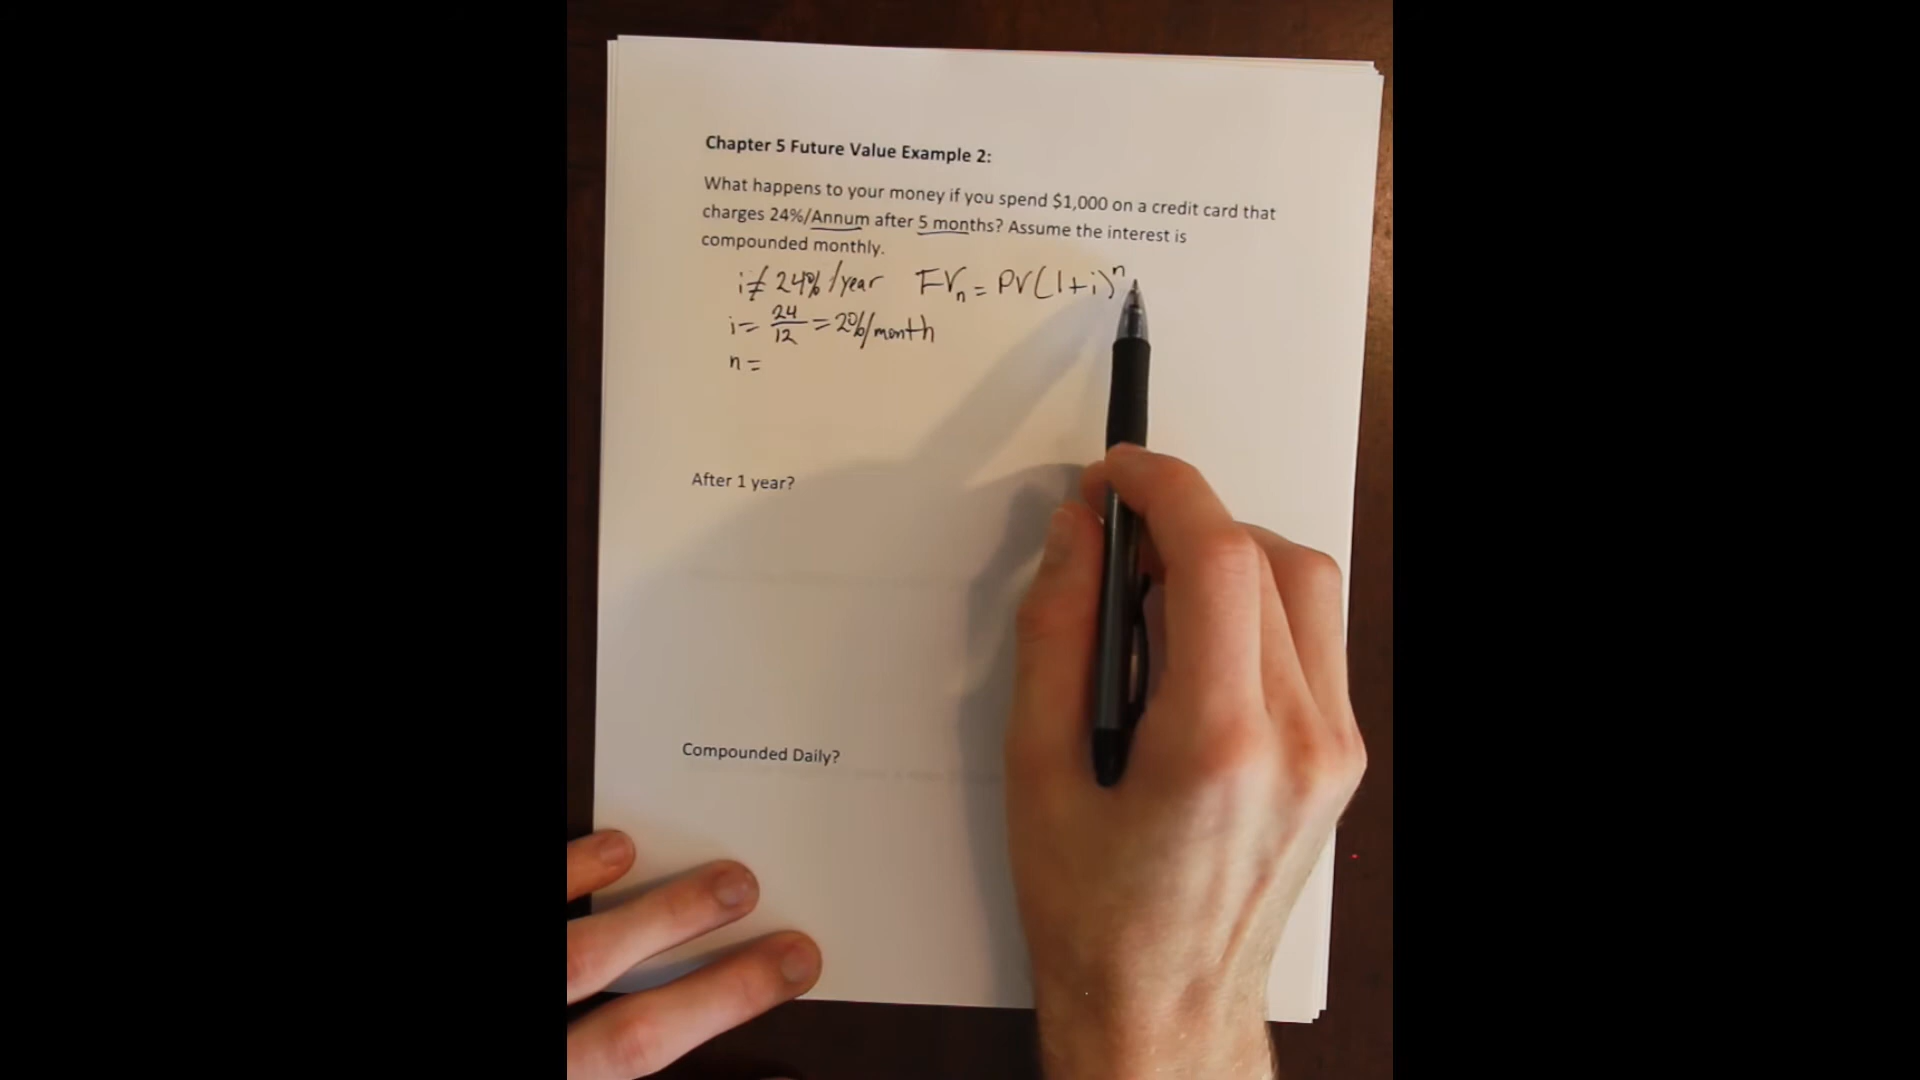 Chapter 5 Future Value Example 2:
What happens to your money if you spend $1,000 on a credit card that
charges 24%/Annum after 5 months? Assume the interest is
compounded monthly.
i ≠ 24%/year FVₙ = PV(1+i)ⁿ
i = 24/12 = 2%/month
n =
After 1 year?
Compounded Daily?